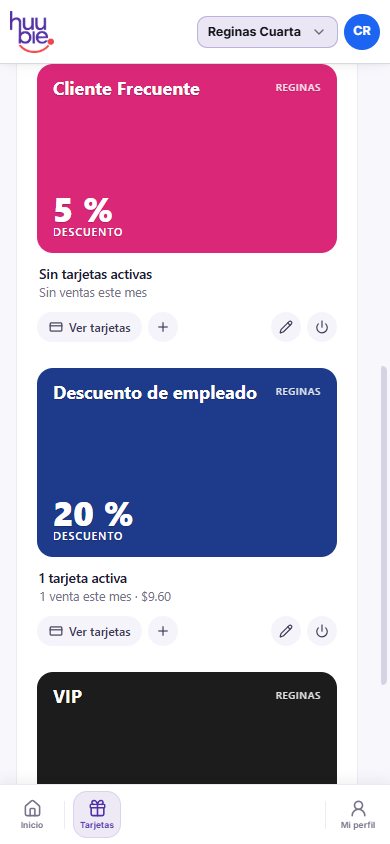 huu
bie.
Reginas Cuarta
CR
Cliente Frecuente
REGINAS
5 %
DESCUENTO
Sin tarjetas activas
Sin ventas este mes
Ver tarjetas
Descuento de empleado
REGINAS
20 %
DESCUENTO
1 tarjeta activa
1 venta este mes · $9.60
Ver tarjetas
VIP
REGINAS
Inicio
Tarjetas
Mi perfil